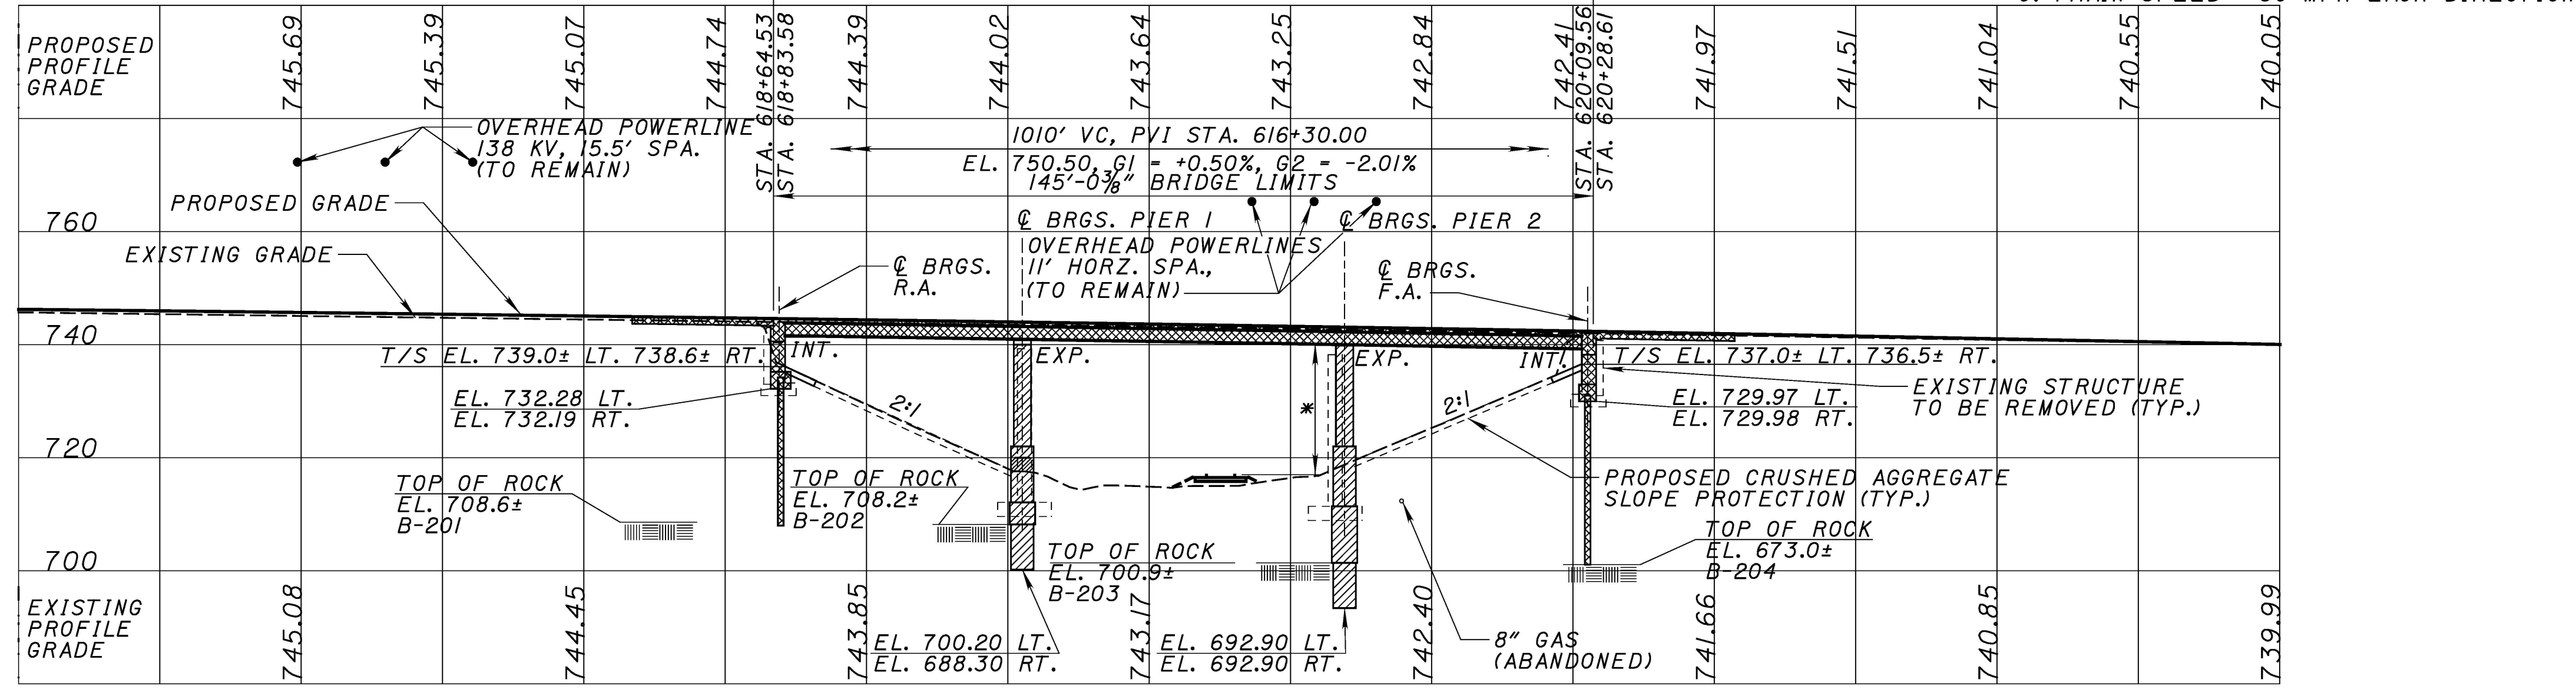 PROPOSED
PROFILE
GRADE
745.69
745.39
745.07
744.74
STA. 618+64.53
STA. 618+83.58
744.39
744.02
743.64
743.25
742.84
742.41
STA. 620+09.56
STA. 620+28.61
741.97
741.51
741.04
740.55
740.05
OVERHEAD POWERLINE
138 KV, 15.5' SPA.
(TO REMAIN)
1010' VC, PVI STA. 616+30.00
EL. 750.50, G1 = +0.50%, G2 = -2.01%
145'-0⅜" BRIDGE LIMITS
PROPOSED GRADE
760
℄ BRGS. PIER 1
℄ BRGS. PIER 2
EXISTING GRADE
OVERHEAD POWERLINES
11' HORZ. SPA.,
(TO REMAIN)
℄ BRGS.
R.A.
℄ BRGS.
F.A.
740
T/S EL. 739.0± LT. 738.6± RT.
INT.
EXP.
EXP.
INT.
T/S EL. 737.0± LT. 736.5± RT.
EL. 732.28 LT.
EL. 732.19 RT.
2:1
*
2:1
EL. 729.97 LT.
EL. 729.98 RT.
EXISTING STRUCTURE
TO BE REMOVED (TYP.)
720
TOP OF ROCK
EL. 708.6±
B-201
TOP OF ROCK
EL. 708.2±
B-202
PROPOSED CRUSHED AGGREGATE
SLOPE PROTECTION (TYP.)
700
TOP OF ROCK
EL. 700.9±
B-203
TOP OF ROCK
EL. 673.0±
B-204
EXISTING
PROFILE
GRADE
745.08
744.45
743.85
EL. 700.20 LT.
EL. 688.30 RT.
743.17
EL. 692.90 LT.
EL. 692.90 RT.
742.40
8" GAS
(ABANDONED)
741.66
740.85
739.99